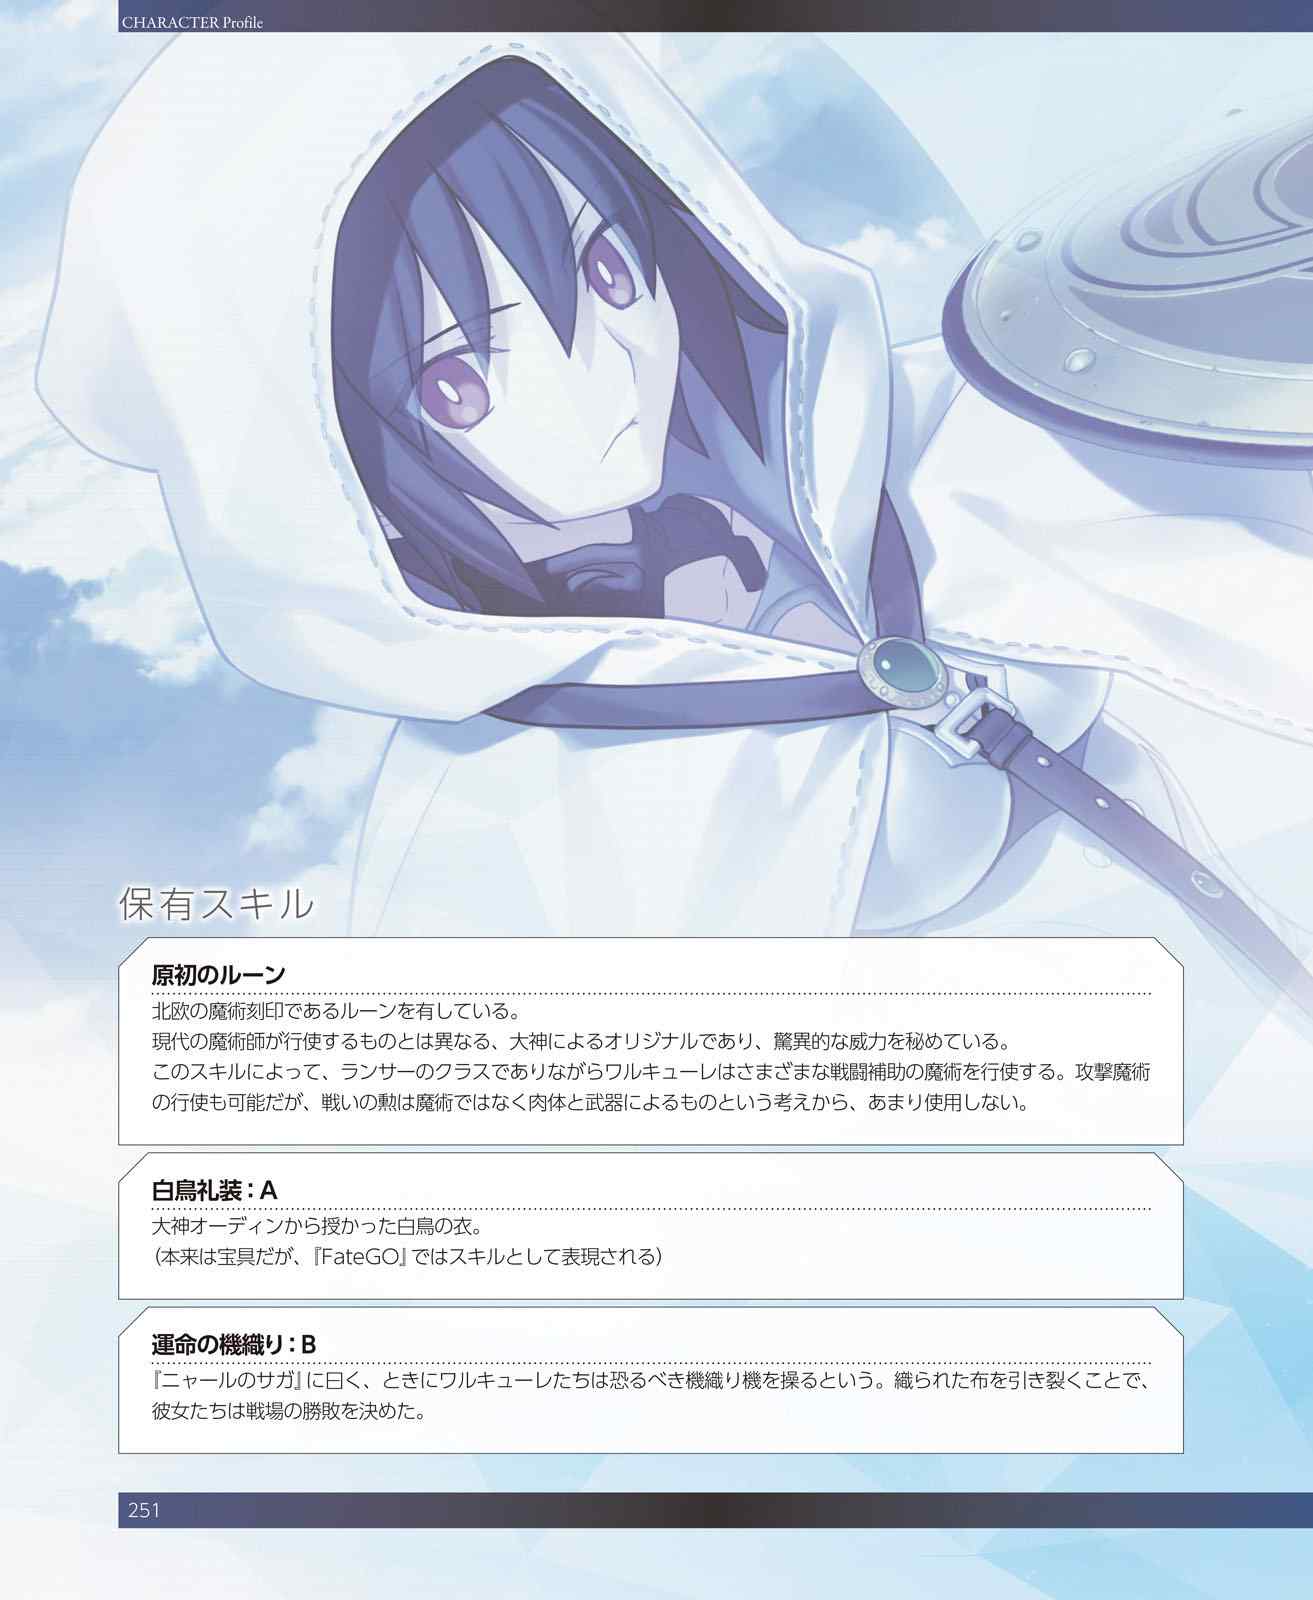 CHARACTER Profile
保有スキル
原初のルーン
北欧の魔術刻印であるルーンを有している。
現代の魔術師が行使するものとは異なる、大神によるオリジナルであり、驚異的な威力を秘めている。
このスキルによって、ランサーのクラスでありながらワルキューレはさまざまな戦闘補助の魔術を行使する。攻撃魔術
の行使も可能だが、戦いの勲は魔術ではなく肉体と武器によるものという考えから、あまり使用しない。
白鳥礼装：A
大神オーディンから授かった白鳥の衣。
（本来は宝具だが、『FateGO』ではスキルとして表現される）
運命の機織り：B
『ニャールのサガ』に曰く、ときにワルキューレたちは恐るべき機織り機を操るという。織られた布を引き裂くことで、
彼女たちは戦場の勝敗を決めた。
251